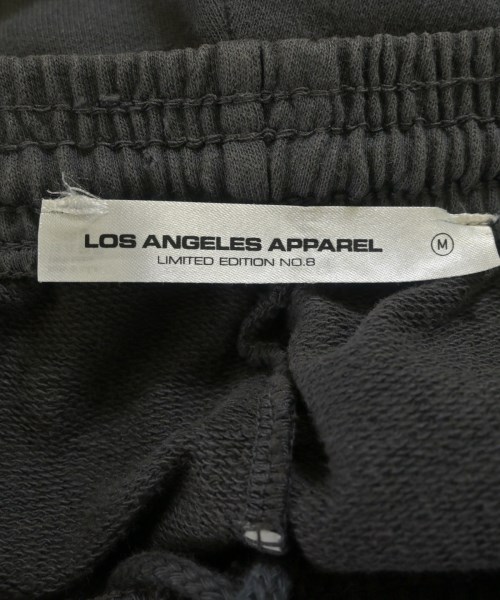 LOS ANGELES APPAREL
LIMITED EDITION NO.8
M